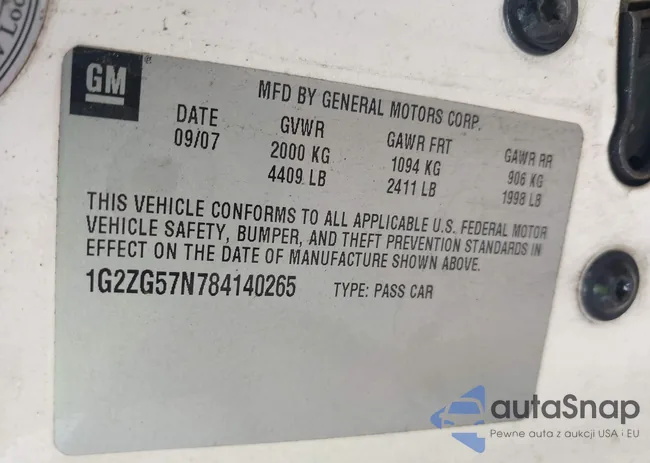 V Loc
GM
MFD BY GENERAL MOTORS CORP.
DATE GVWR GAWR FRT GAWR RR
09/07 2000 KG 1094 KG 906 KG
4409 LB 2411 LB 1998 LB
THIS VEHICLE CONFORMS TO ALL APPLICABLE U.S. FEDERAL MOTOR
VEHICLE SAFETY, BUMPER, AND THEFT PREVENTION STANDARDS IN
EFFECT ON THE DATE OF MANUFACTURE SHOWN ABOVE.
1G2ZG57N784140265 TYPE: PASS CAR
autaSnap
Pewne auta z aukcji USA i EU